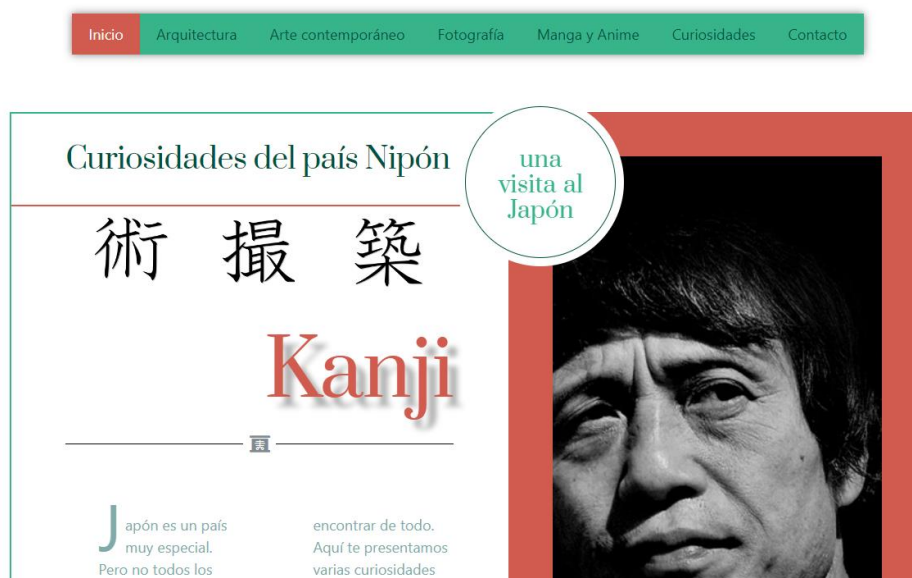 Inicio Arquitectura Arte contemporáneo Fotografía Manga y Anime Curiosidades Contacto
Curiosidades del país Nipón
una
visita al
Japón
術 撮 築
Kanji
Japón es un país
muy especial.
Pero no todos los
encontrar de todo.
Aquí te presentamos
varias curiosidades